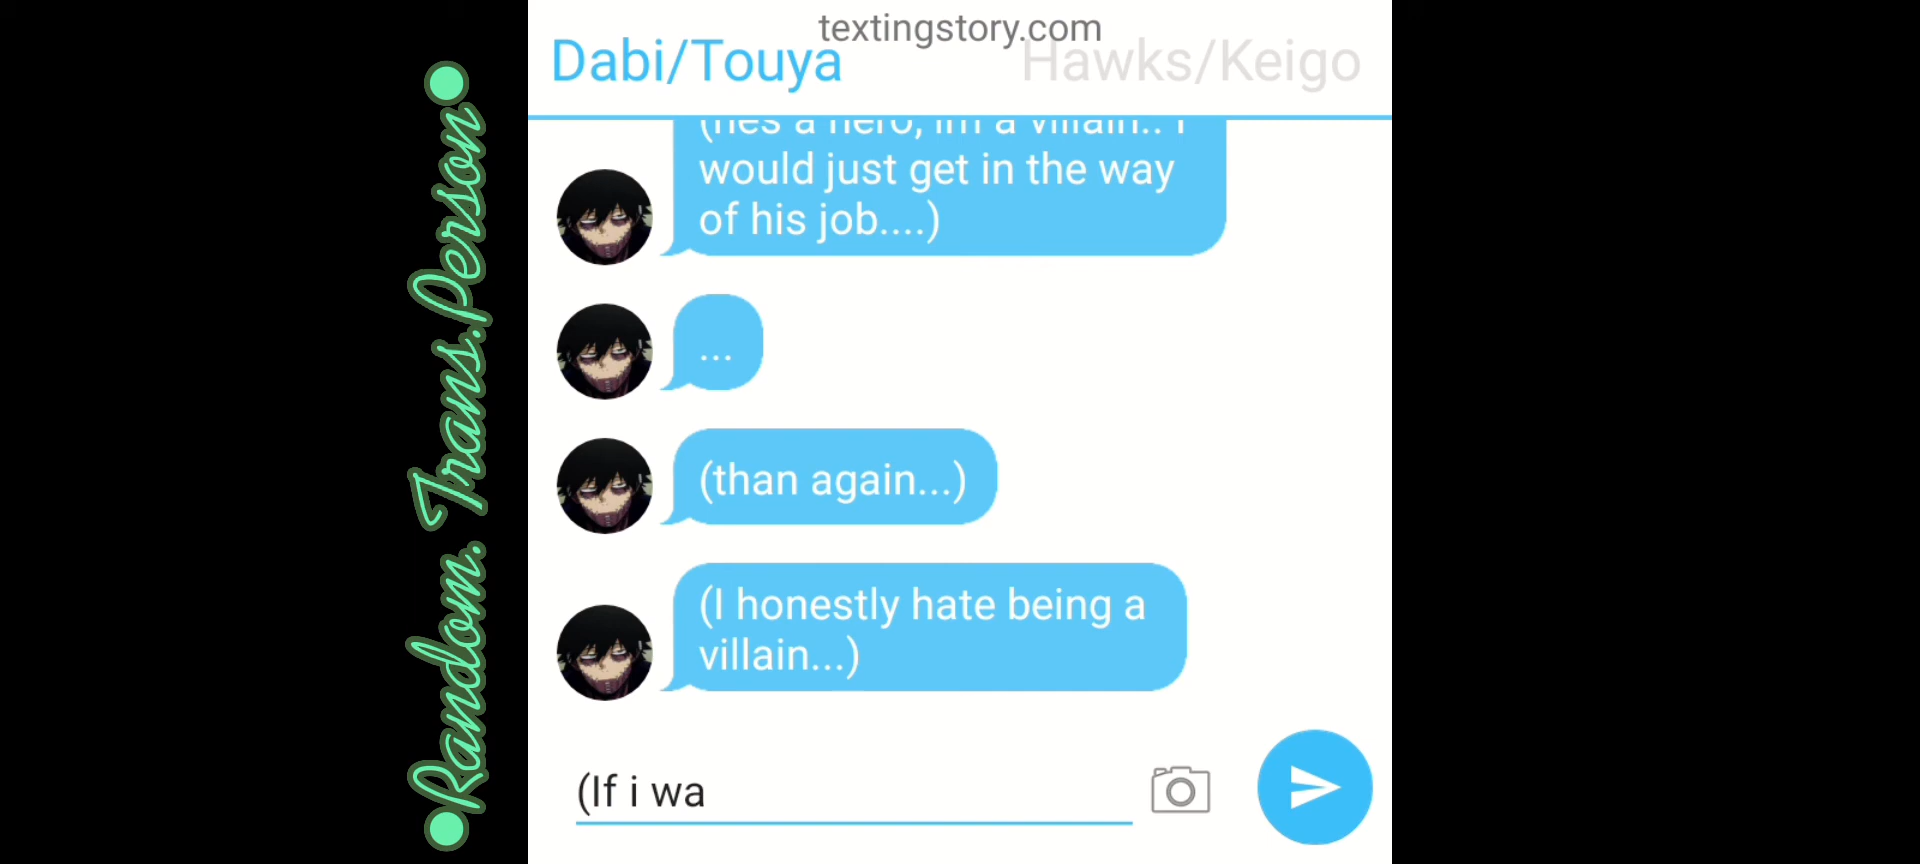 textingstory.com
Dabi/Touya
Hawks/Keigo
(hes a hero, im a villain.. I
would just get in the way
of his job....)
...
(than again...)
(I honestly hate being a
villain...)
(If i wa
Random. Trans.Person